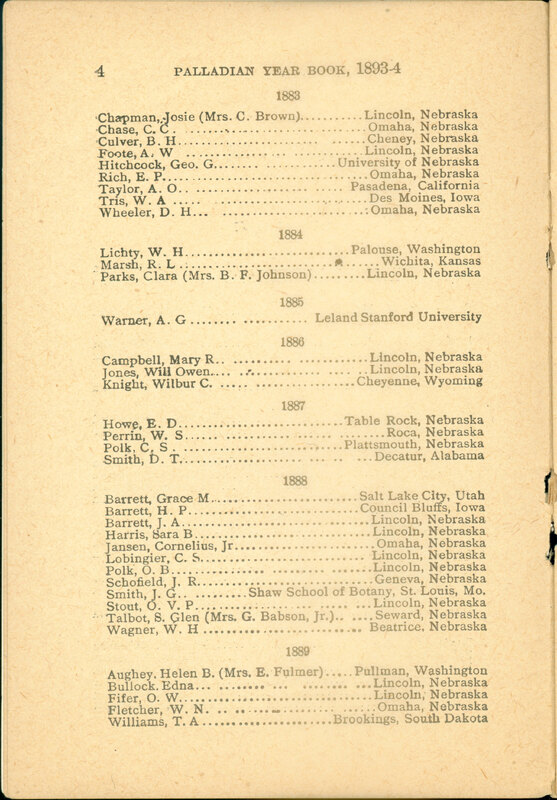 4 PALLADIAN YEAR BOOK, 1893-4
1883
Chapman, Josie (Mrs. C. Brown)..........Lincoln, Nebraska
Chase, C. C. ..........Omaha, Nebraska
Culver, B. H..........Cheney, Nebraska
Foote, A. W ..........Lincoln, Nebraska
Hitchcock, Geo. G..........University of Nebraska
Rich, E. P..........Omaha, Nebraska
Taylor, A. O.. ..........Pasadena, California
Tris, W. A ..........Des Moines, Iowa
Wheeler, D. H... ..........Omaha, Nebraska
1884
Lichty, W. H..........Palouse, Washington
Marsh, R. L ..........Wichita, Kansas
Parks, Clara (Mrs. B. F. Johnson)..........Lincoln, Nebraska
1885
Warner, A. G .......... Leland Stanford University
1886
Campbell, Mary R.. ..........Lincoln, Nebraska
Jones, Will Owen.... ..........Lincoln, Nebraska
Knight, Wilbur C. ..........Cheyenne, Wyoming
1887
Howe, E. D..........Table Rock, Nebraska
Perrin, W. S..........Roca, Nebraska
Polk, C, S ..........Plattsmouth, Nebraska
Smith, D. T..........Decatur, Alabama
1888
Barrett, Grace M..........Salt Lake City, Utah
Barrett, H. P..........Council Bluffs, Iowa
Barrett, J. A..........Lincoln, Nebraska
Harris, Sara B..........Lincoln, Nebraska
Jansen, Cornelius, Jr..........Omaha, Nebraska
Lobingier, C. S..........Lincoln, Nebraska
Polk, O. B..........Lincoln, Nebraska
Schofield, J. R..........Geneva, Nebraska
Smith, J. G.. ......Shaw School of Botany, St. Louis, Mo.
Stout, O. V. P..........Lincoln, Nebraska
Talbot, S. Glen (Mrs. G. Babson, Jr.).. ....Seward, Nebraska
Wagner, W. H .......... Beatrice, Nebraska
1889
Aughey, Helen B. (Mrs. E. Fulmer).....Pullman, Washington
Bullock, Edna... ..........Lincoln, Nebraska
Fifer, O. W..........Lincoln, Nebraska
Fletcher, W. N. .. ..........Omaha, Nebraska
Williams, T. A..........Brookings, South Dakota